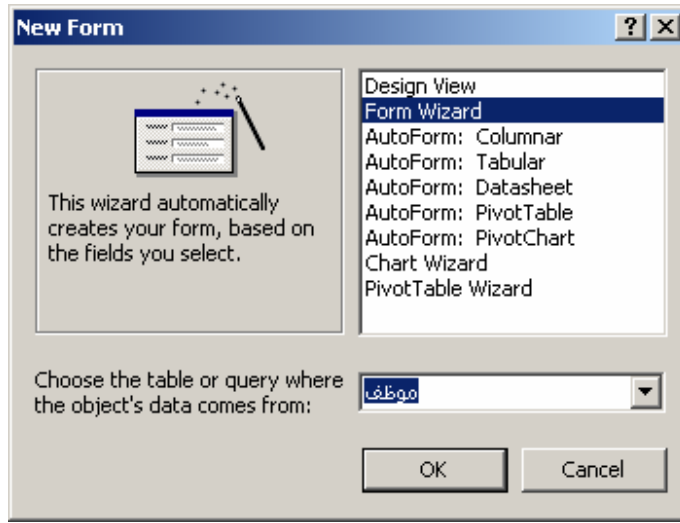 New Form
This wizard automatically
creates your form, based on
the fields you select.
Design View
Form Wizard
AutoForm: Columnar
AutoForm: Tabular
AutoForm: Datasheet
AutoForm: PivotTable
AutoForm: PivotChart
Chart Wizard
PivotTable Wizard
Choose the table or query where
the object's data comes from:
موظف
OK
Cancel